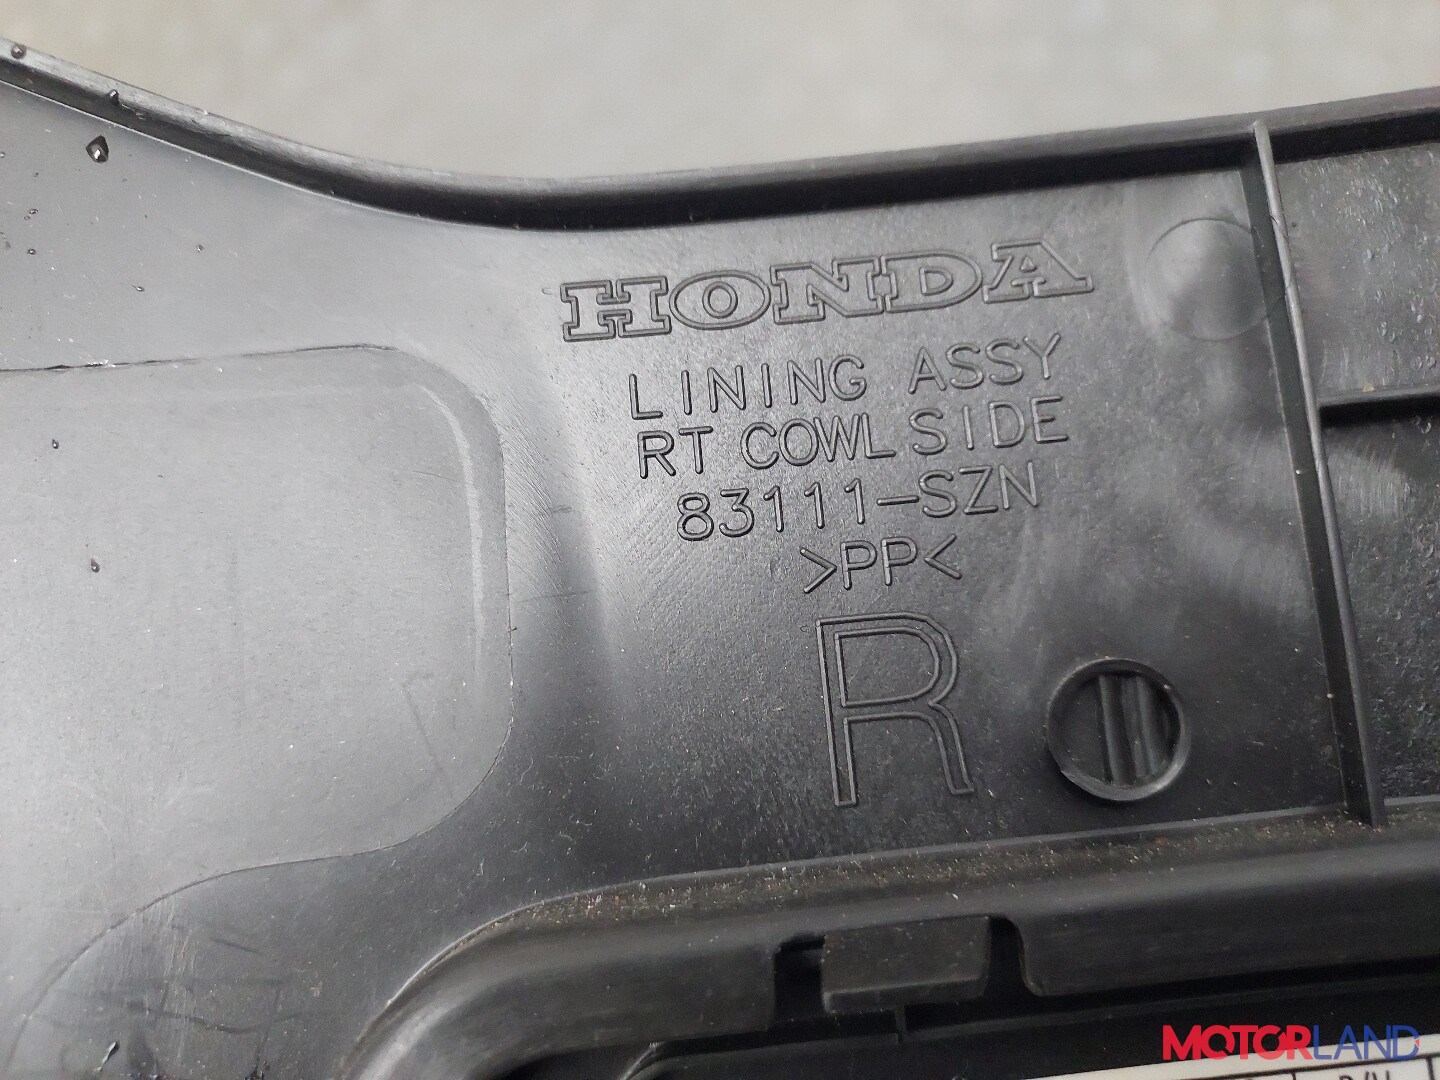 HONDA
LINING ASSY
RT COWL SIDE
83111-SZN
>PP<
R
MOTORLAND